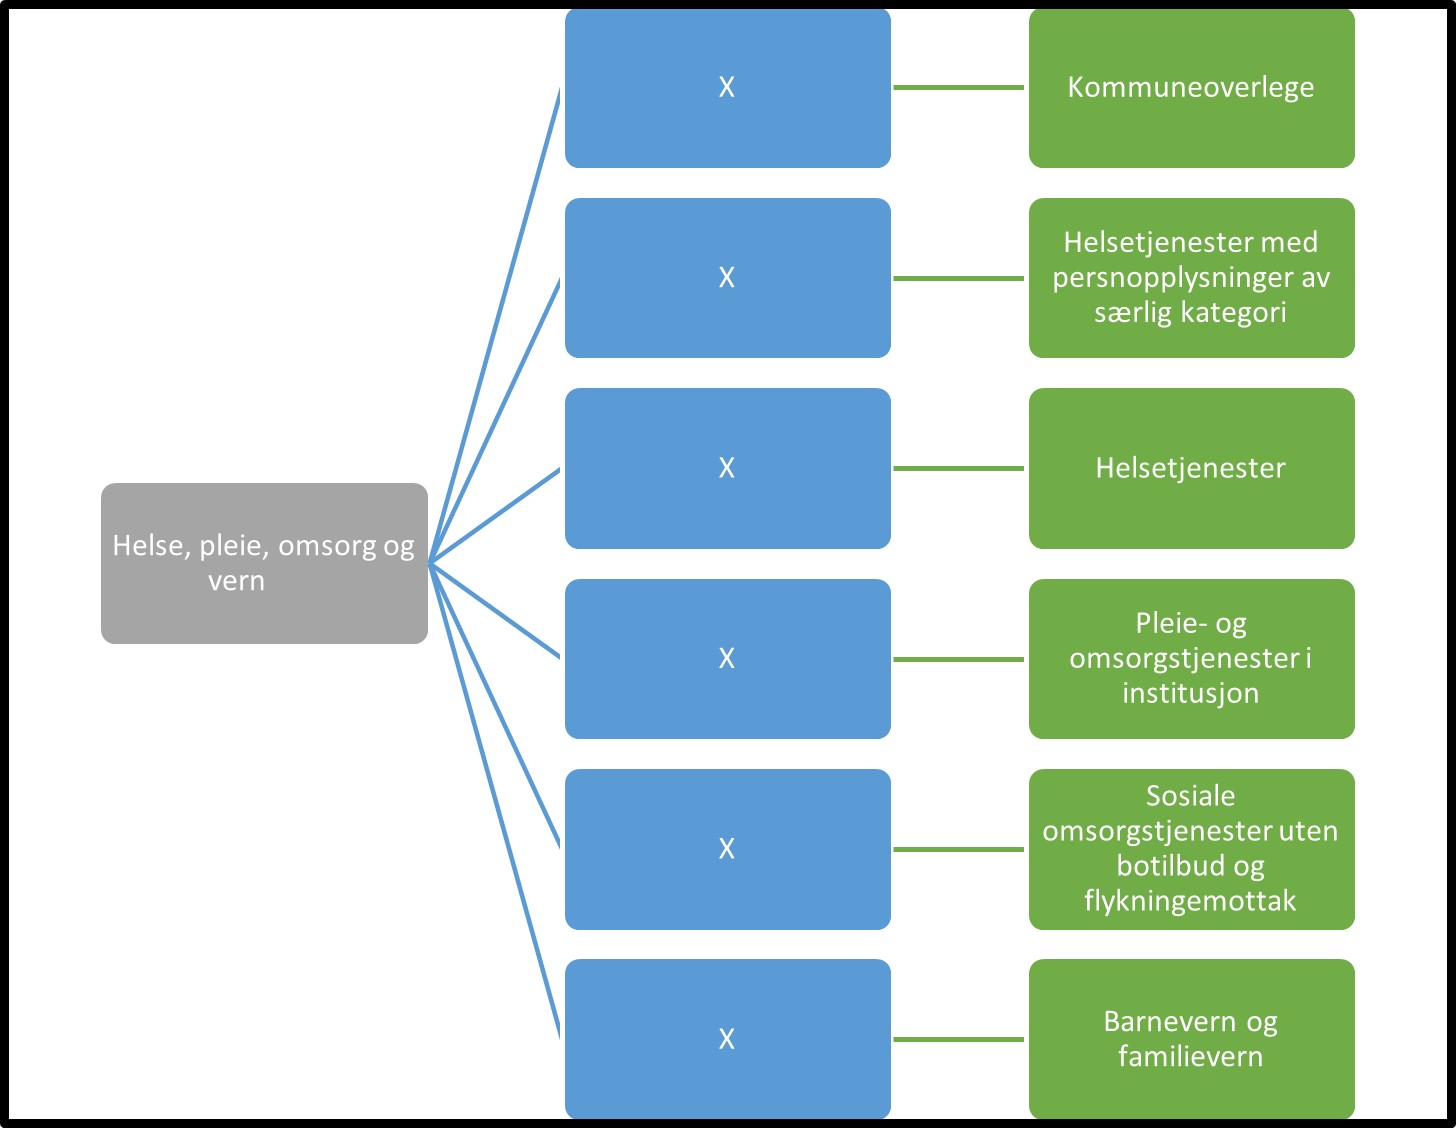 X
Kommuneoverlege
X
Helsetjenester med
persnopplysninger av
særlig kategori
X
Helsetjenester
Helse, pleie, omsorg og
vern
X
Pleie- og
omsorgstjenester i
institusjon
X
Sosiale
omsorgstjenester uten
botilbud og
flykningemottak
X
Barnevern og
familievern